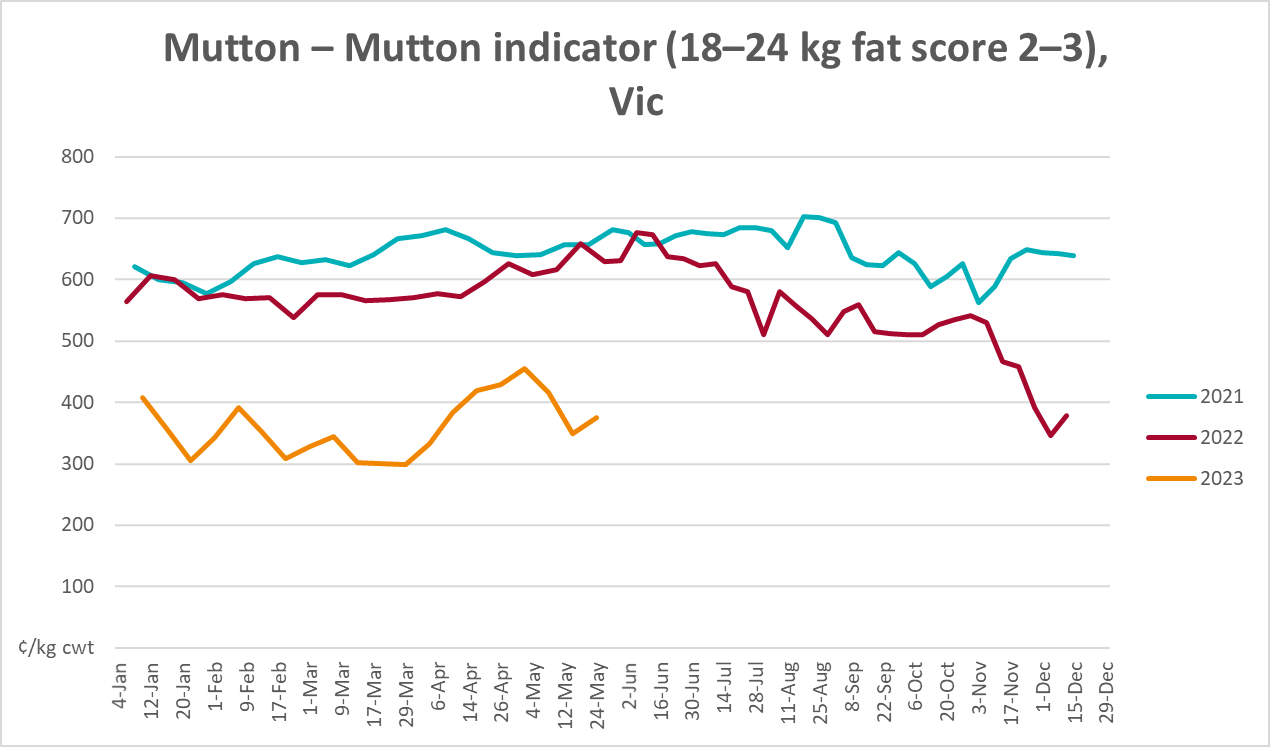 Mutton – Mutton indicator (18–24 kg fat score 2–3),
Vic
800
700
600
500
400
300
200
100
¢/kg cwt
4-Jan
12-Jan
20-Jan
1-Feb
9-Feb
17-Feb
1-Mar
9-Mar
17-Mar
29-Mar
6-Apr
14-Apr
26-Apr
4-May
12-May
24-May
2-Jun
16-Jun
30-Jun
14-Jul
28-Jul
11-Aug
25-Aug
8-Sep
22-Sep
6-Oct
20-Oct
3-Nov
17-Nov
1-Dec
15-Dec
29-Dec
2021
2022
2023